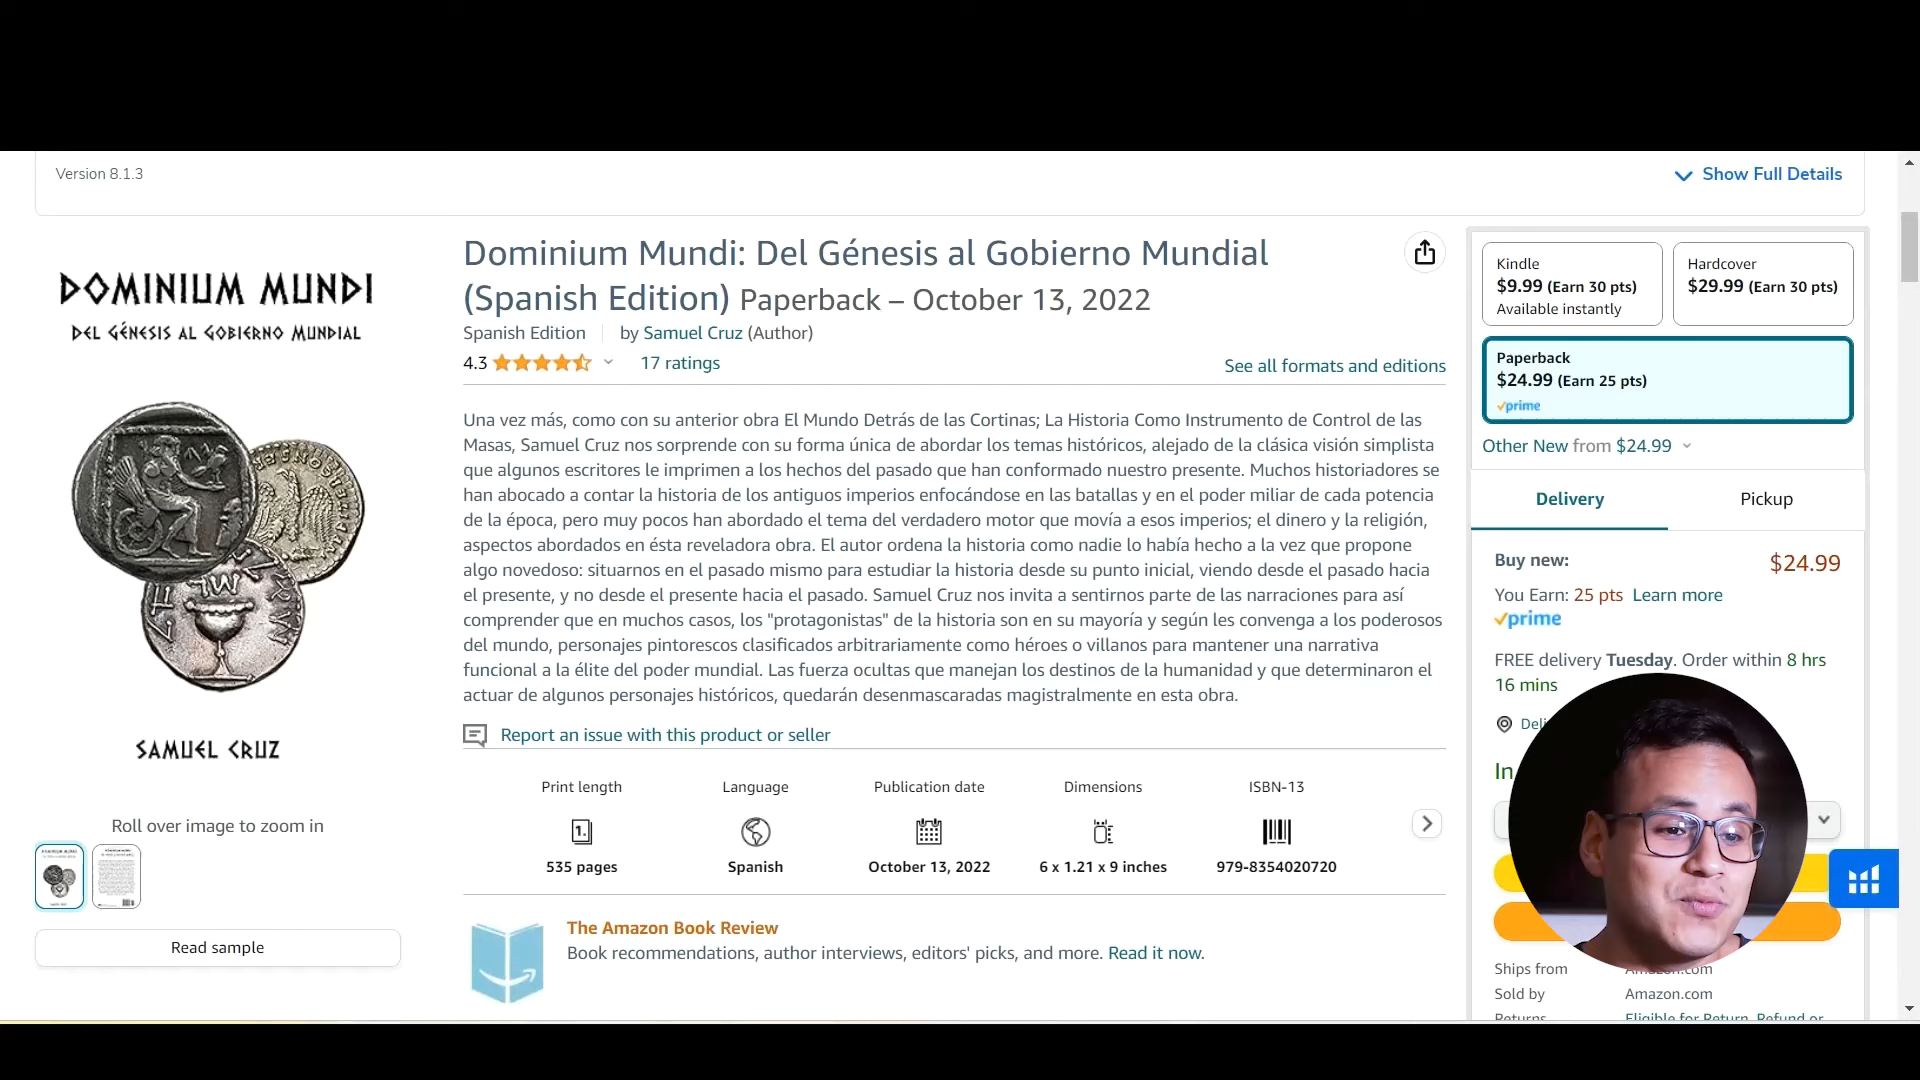 Version 8.1.3
Show Full Details
DOMINIUM MUNDI
DEL GÉNESIS AL GOBIERNO MUNDIAL
SAMUEL CRUZ
Roll over image to zoom in
Read sample
Dominium Mundi: Del Génesis al Gobierno Mundial
(Spanish Edition) Paperback – October 13, 2022
Spanish Edition by Samuel Cruz (Author)
4.3 17 ratings
See all formats and editions
Una vez más, como con su anterior obra El Mundo Detrás de las Cortinas; La Historia Como Instrumento de Control de las
Masas, Samuel Cruz nos sorprende con su forma única de abordar los temas históricos, alejado de la clásica visión simplista
que algunos escritores le imprimen a los hechos del pasado que han conformado nuestro presente. Muchos historiadores se
han abocado a contar la historia de los antiguos imperios enfocándose en las batallas y en el poder miliar de cada potencia
de la época, pero muy pocos han abordado el tema del verdadero motor que movía a esos imperios; el dinero y la religión,
aspectos abordados en ésta reveladora obra. El autor ordena la historia como nadie lo había hecho a la vez que propone
algo novedoso: situarnos en el pasado mismo para estudiar la historia desde su punto inicial, viendo desde el pasado hacia
el presente, y no desde el presente hacia el pasado. Samuel Cruz nos invita a sentirnos parte de las narraciones para así
comprender que en muchos casos, los "protagonistas" de la historia son en su mayoría y según les convenga a los poderosos
del mundo, personajes pintorescos clasificados arbitrariamente como héroes o villanos para mantener una narrativa
funcional a la élite del poder mundial. Las fuerza ocultas que manejan los destinos de la humanidad y que determinaron el
actuar de algunos personajes históricos, quedarán desenmascaradas magistralmente en esta obra.
Report an issue with this product or seller
Print length Language Publication date Dimensions ISBN-13
535 pages Spanish October 13, 2022 6 x 1.21 x 9 inches 979-8354020720
The Amazon Book Review
Book recommendations, author interviews, editors' picks, and more. Read it now.
Kindle
$9.99 (Earn 30 pts)
Available instantly
Hardcover
$29.99 (Earn 30 pts)
Paperback
$24.99 (Earn 25 pts)
prime
Other New from $24.99
Delivery Pickup
Buy new: $24.99
You Earn: 25 pts Learn more
prime
FREE delivery Tuesday. Order within 8 hrs
16 mins
In
Ships from Amazon.com
Sold by Amazon.com
Returns Eligible for Return, Refund or